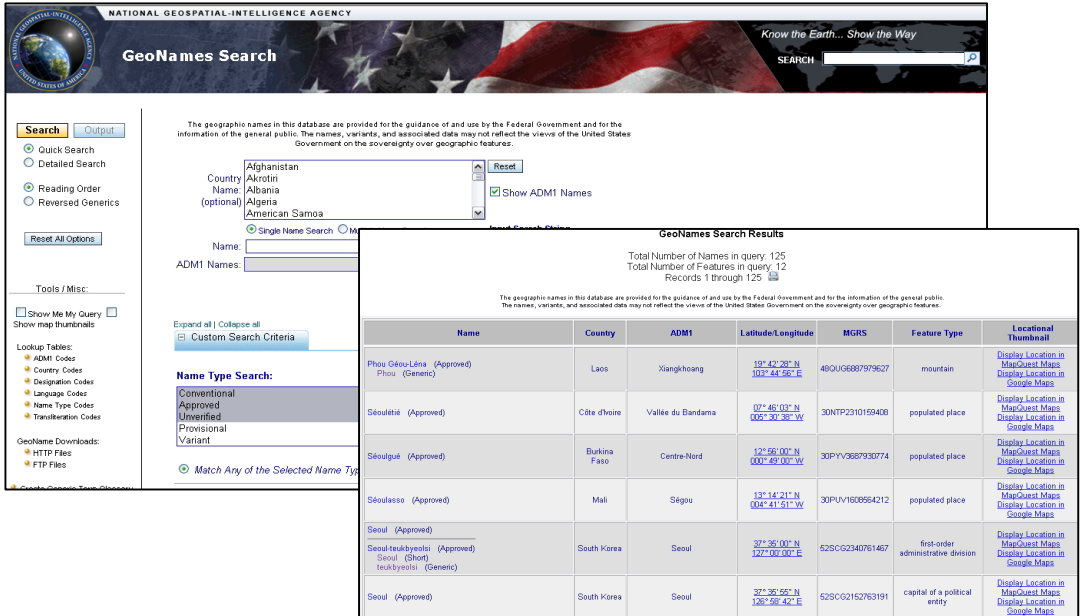 NATIONAL GEOSPATIAL-INTELLIGENCE AGENCY
GeoNames Search
Know the Earth... Show the Way
SEARCH
NATIONAL GEOSPATIAL-INTELLIGENCE AGENCY
UNITED STATES OF AMERICA
Search Output
Quick Search
Detailed Search
Reading Order
Reversed Generics
Reset All Options
Tools / Misc:
Show Me My Query
Show map thumbnails
Lookup Tables:
ADM1 Codes
Country Codes
Designation Codes
Language Codes
Name Type Codes
Transliteration Codes
GeoName Downloads:
HTTP Files
FTP Files
The geographic names in this database are provided for the guidance of and use by the Federal Government and for the
information of the general public. The names, variants, and associated data may not reflect the views of the United States
Government on the sovereignty over geographic features.
Country
Name:
(optional)
Afghanistan
Akrotiri
Albania
Algeria
American Samoa
Reset
Show ADM1 Names
Single Name Search
Name:
ADM1 Names:
Expand all | Collapse all
Custom Search Criteria
Name Type Search:
Conventional
Approved
Unverified
Provisional
Variant
Match Any of the Selected Name Typ
GeoNames Search Results
Total Number of Names in query: 125
Total Number of Features in query: 12
Records 1 through 125
The geographic names in this database are provided for the guidance of and use by the Federal Government and for the information of the general public.
The names, variants, and associated data may not reflect the views of the United States Government on the sovereignty over geographic features.
Name Country ADM1 Latitude/Longitude MGRS Feature Type Locational
Thumbnail
Phou Géou-Léna (Approved)
Phou (Generic)
Laos
Xiangkhoang
19° 42' 28" N
103° 44' 56" E
48QUG6887979627
mountain
Display Location in
MapQuest Maps
Display Location in
Google Maps
Séoulétié (Approved)
Côte d'Ivoire
Vallée du Bandama
07° 46' 03" N
005° 30' 38" W
30NTP2310159408
populated place
Display Location in
MapQuest Maps
Display Location in
Google Maps
Séoulgué (Approved)
Burkina
Faso
Centre-Nord
12° 56' 00" N
000° 49' 00" W
30PYV3687930774
populated place
Display Location in
MapQuest Maps
Display Location in
Google Maps
Séoulasso (Approved)
Mali
Ségou
13° 14' 21" N
004° 41' 51" W
30PUV1608564212
populated place
Display Location in
MapQuest Maps
Display Location in
Google Maps
Seoul (Approved)
Seoul-teukbyeolsi (Approved)
Seoul (Short)
teukbyeolsi (Generic)
South Korea
Seoul
37° 35' 00" N
127° 00' 00" E
52SCG2340761467
first-order
administrative division
Display Location in
MapQuest Maps
Display Location in
Google Maps
Seoul (Approved)
South Korea
Seoul
37° 35' 55" N
126° 58' 42" E
52SCG2152763191
capital of a political
entity
Display Location in
MapQuest Maps
Display Location in
Google Maps